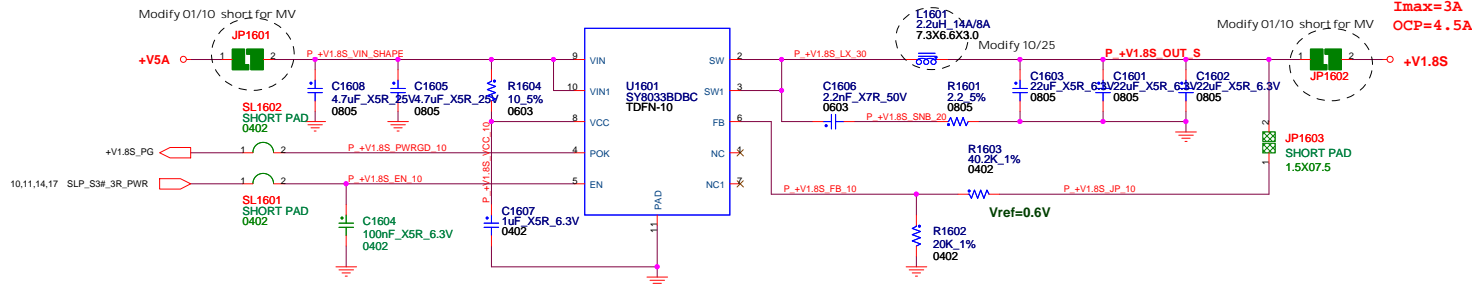 Modify 01/10 short for MV
JP1601
1
2
+V5A
P_+V1.8S_VIN_SHAPE
C1608
4.7uF_X5R_25V
0805
C1605
4.7uF_X5R_25V
0805
R1604
10_5%
0603
SL1602
SHORT PAD
0402
+V1.8S_PG
1
2
P_+V1.8S_PWRGD_10
10,11,14,17 SLP_S3#_3R_PWR
1
2
P_+V1.8S_EN_10
SL1601
SHORT PAD
0402
C1604
100nF_X5R_6.3V
0402
P_+V1.8S_VCC_10
C1607
1uF_X5R_6.3V
0402
U1601
SY8033BDBC
TDFN-10
9 VIN
10 VIN1
8 VCC
4 POK
5 EN
SW 2
SW1 3
FB 6
NC 1
NC1 7
PAD
11
L1601
2.2uH_14A/8A
7.3X6.6X3.0
Modify 10/25
P_+V1.8S_LX_30
C1606
2.2nF_X7R_50V
0603
P_+V1.8S_SNB_20
R1601
2.2_5%
0805
C1603
22uF_X5R_6.3V
0805
C1601
22uF_X5R_6.3V
0805
C1602
22uF_X5R_6.3V
0805
P_+V1.8S_OUT_S
Modify 01/10 short for MV
Imax=3A
OCP=4.5A
1
2
JP1602
+V1.8S
2
JP1603
SHORT PAD
1.5X07.5
1
R1603
40.2K_1%
0402
P_+V1.8S_FB_10
P_+V1.8S_JP_10
Vref=0.6V
R1602
20K_1%
0402